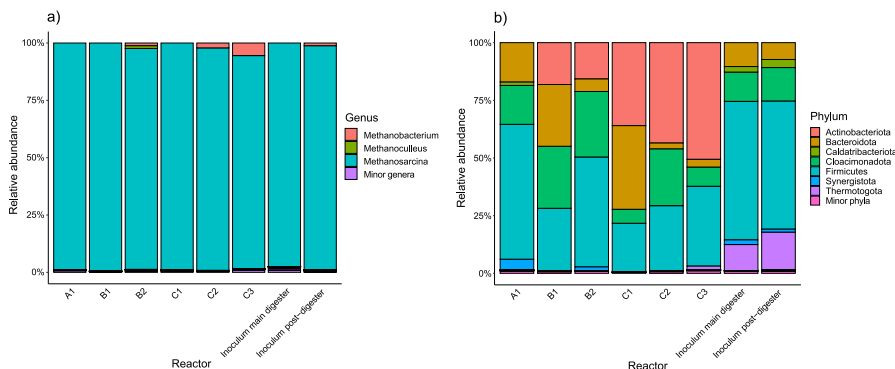 a)
Relative abundance
100%
75%
50%
25%
0%
A1
B1
B2
C1
C2
C3
Inoculum main digester
Inoculum post-digester
Reactor
Genus
Methanobacterium
Methanoculleus
Methanosarcina
Minor genera
b)
Relative abundance
100%
75%
50%
25%
0%
A1
B1
B2
C1
C2
C3
Inoculum main digester
Inoculum post-digester
Reactor
Phylum
Actinobacteriota
Bacteroidota
Caldatribacteriota
Cloacimonadota
Firmicutes
Synergistota
Thermotogota
Minor phyla